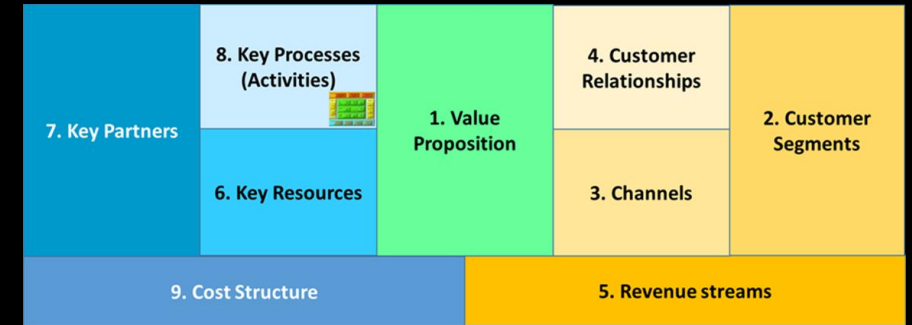 7. Key Partners
8. Key Processes
(Activities)
6. Key Resources
1. Value
Proposition
4. Customer
Relationships
3. Channels
2. Customer
Segments
9. Cost Structure
5. Revenue streams